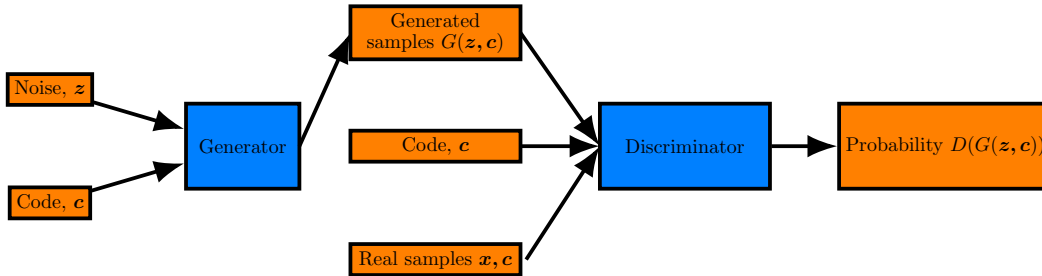 Generated
samples G(z, c)
Noise, z
Generator
Code, c
Discriminator
Probability D(G(z, c))
Code, c
Real samples x, c